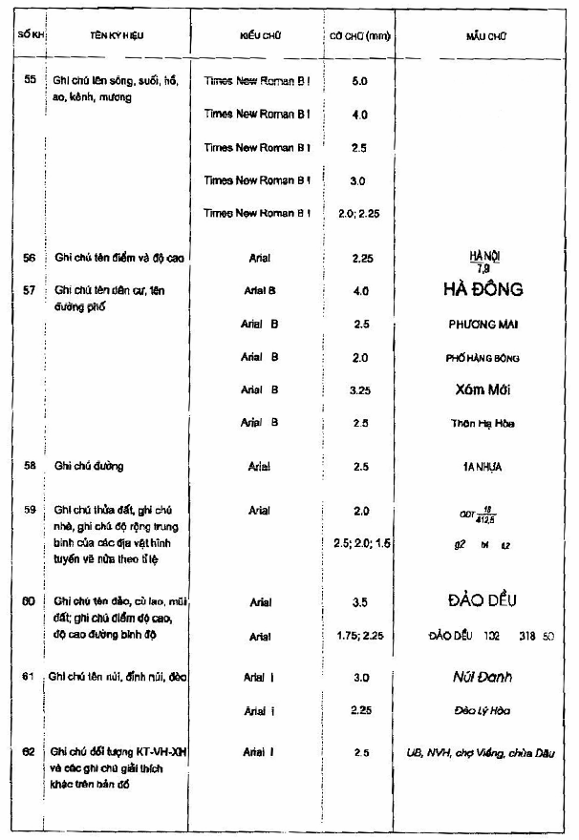 SỐ KH TÊN KÝ HIỆU KIỂU CHỮ CỠ CHỮ (mm) MẪU CHỮ
55 Ghi chú tên sông, suối, hồ, Times New Roman B I 5.0
ao, kênh, mương
Times New Roman B I 4.0
Times New Roman B I 2.5
Times New Roman B I 3.0
Times New Roman B I 2.0; 2.25
56 Ghi chú tên điểm và độ cao Arial 2.25 HÀ NỘI
7,9
57 Ghi chú tên dân cư, tên Arial B 4.0 HÀ ĐÔNG
đường phố
Arial B 2.5 PHƯƠNG MAI
Arial B 2.0 PHỐ HÀNG BÔNG
Arial B 3.25 Xóm Mới
Arial B 2.5 Thôn Hạ Hòa
58 Ghi chú đường Arial 2.5 1A NHỰA
59 Ghi chú thửa đất, ghi chú Arial 2.0 18
412,5
nhà, ghi chú độ rộng trung
bình của các địa vật hình 2.5; 2.0; 1.5 g2
tuyến vẽ nửa theo tỉ lệ
60 Ghi chú tên đảo, cù lao, mũi Arial 3.5 ĐẢO DỀU
đất; ghi chú điểm độ cao,
độ cao đường bình độ Arial 1.75; 2.25 ĐẢO DỀU 102 318 50
61 Ghi chú tên núi, đỉnh núi, đèo Arial I 3.0 Núi Đanh
Arial I 2.25 Đèo Lý Hòa
62 Ghi chú đối tượng KT-VH-XH Arial I 2.5 UB, NVH, chợ Viềng, chùa Dâu
và các ghi chú giải thích
khác trên bản đồ